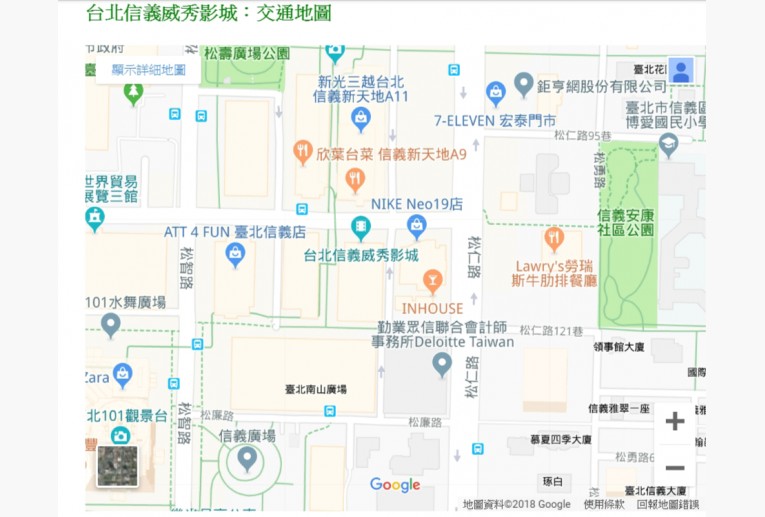 台北信義威秀影城：交通地圖
市政府
松壽廣場公園
顯示詳細地圖
新光三越台北
信義新天地A11
臺北花
鉅亨網股份有限公司
7-ELEVEN 宏泰門市
臺北市信義區
博愛國民小學
松仁路95巷
欣葉台菜 信義新天地A9
松勇路
世界貿易
展覽三館
NIKE Neo19店
ATT 4 FUN 臺北信義店
台北信義威秀影城
信義安康
社區公園
松智路
松仁路
Lawry's勞瑞
斯牛肋排餐廳
101水舞廣場
INHOUSE
勤業眾信聯合會計師
事務所Deloitte Taiwan
松仁路121巷
領事館大廈
Zara
國際
臺北南山廣場
松仁路
北101觀景台
松智路
松廉路
松廉路
信義雅翠一座
信義廣場
慕夏四季大廈
松勇路6
琢白
臺北信義大廈
Google
地圖資料©2018 Google
使用條款
回報地圖錯誤